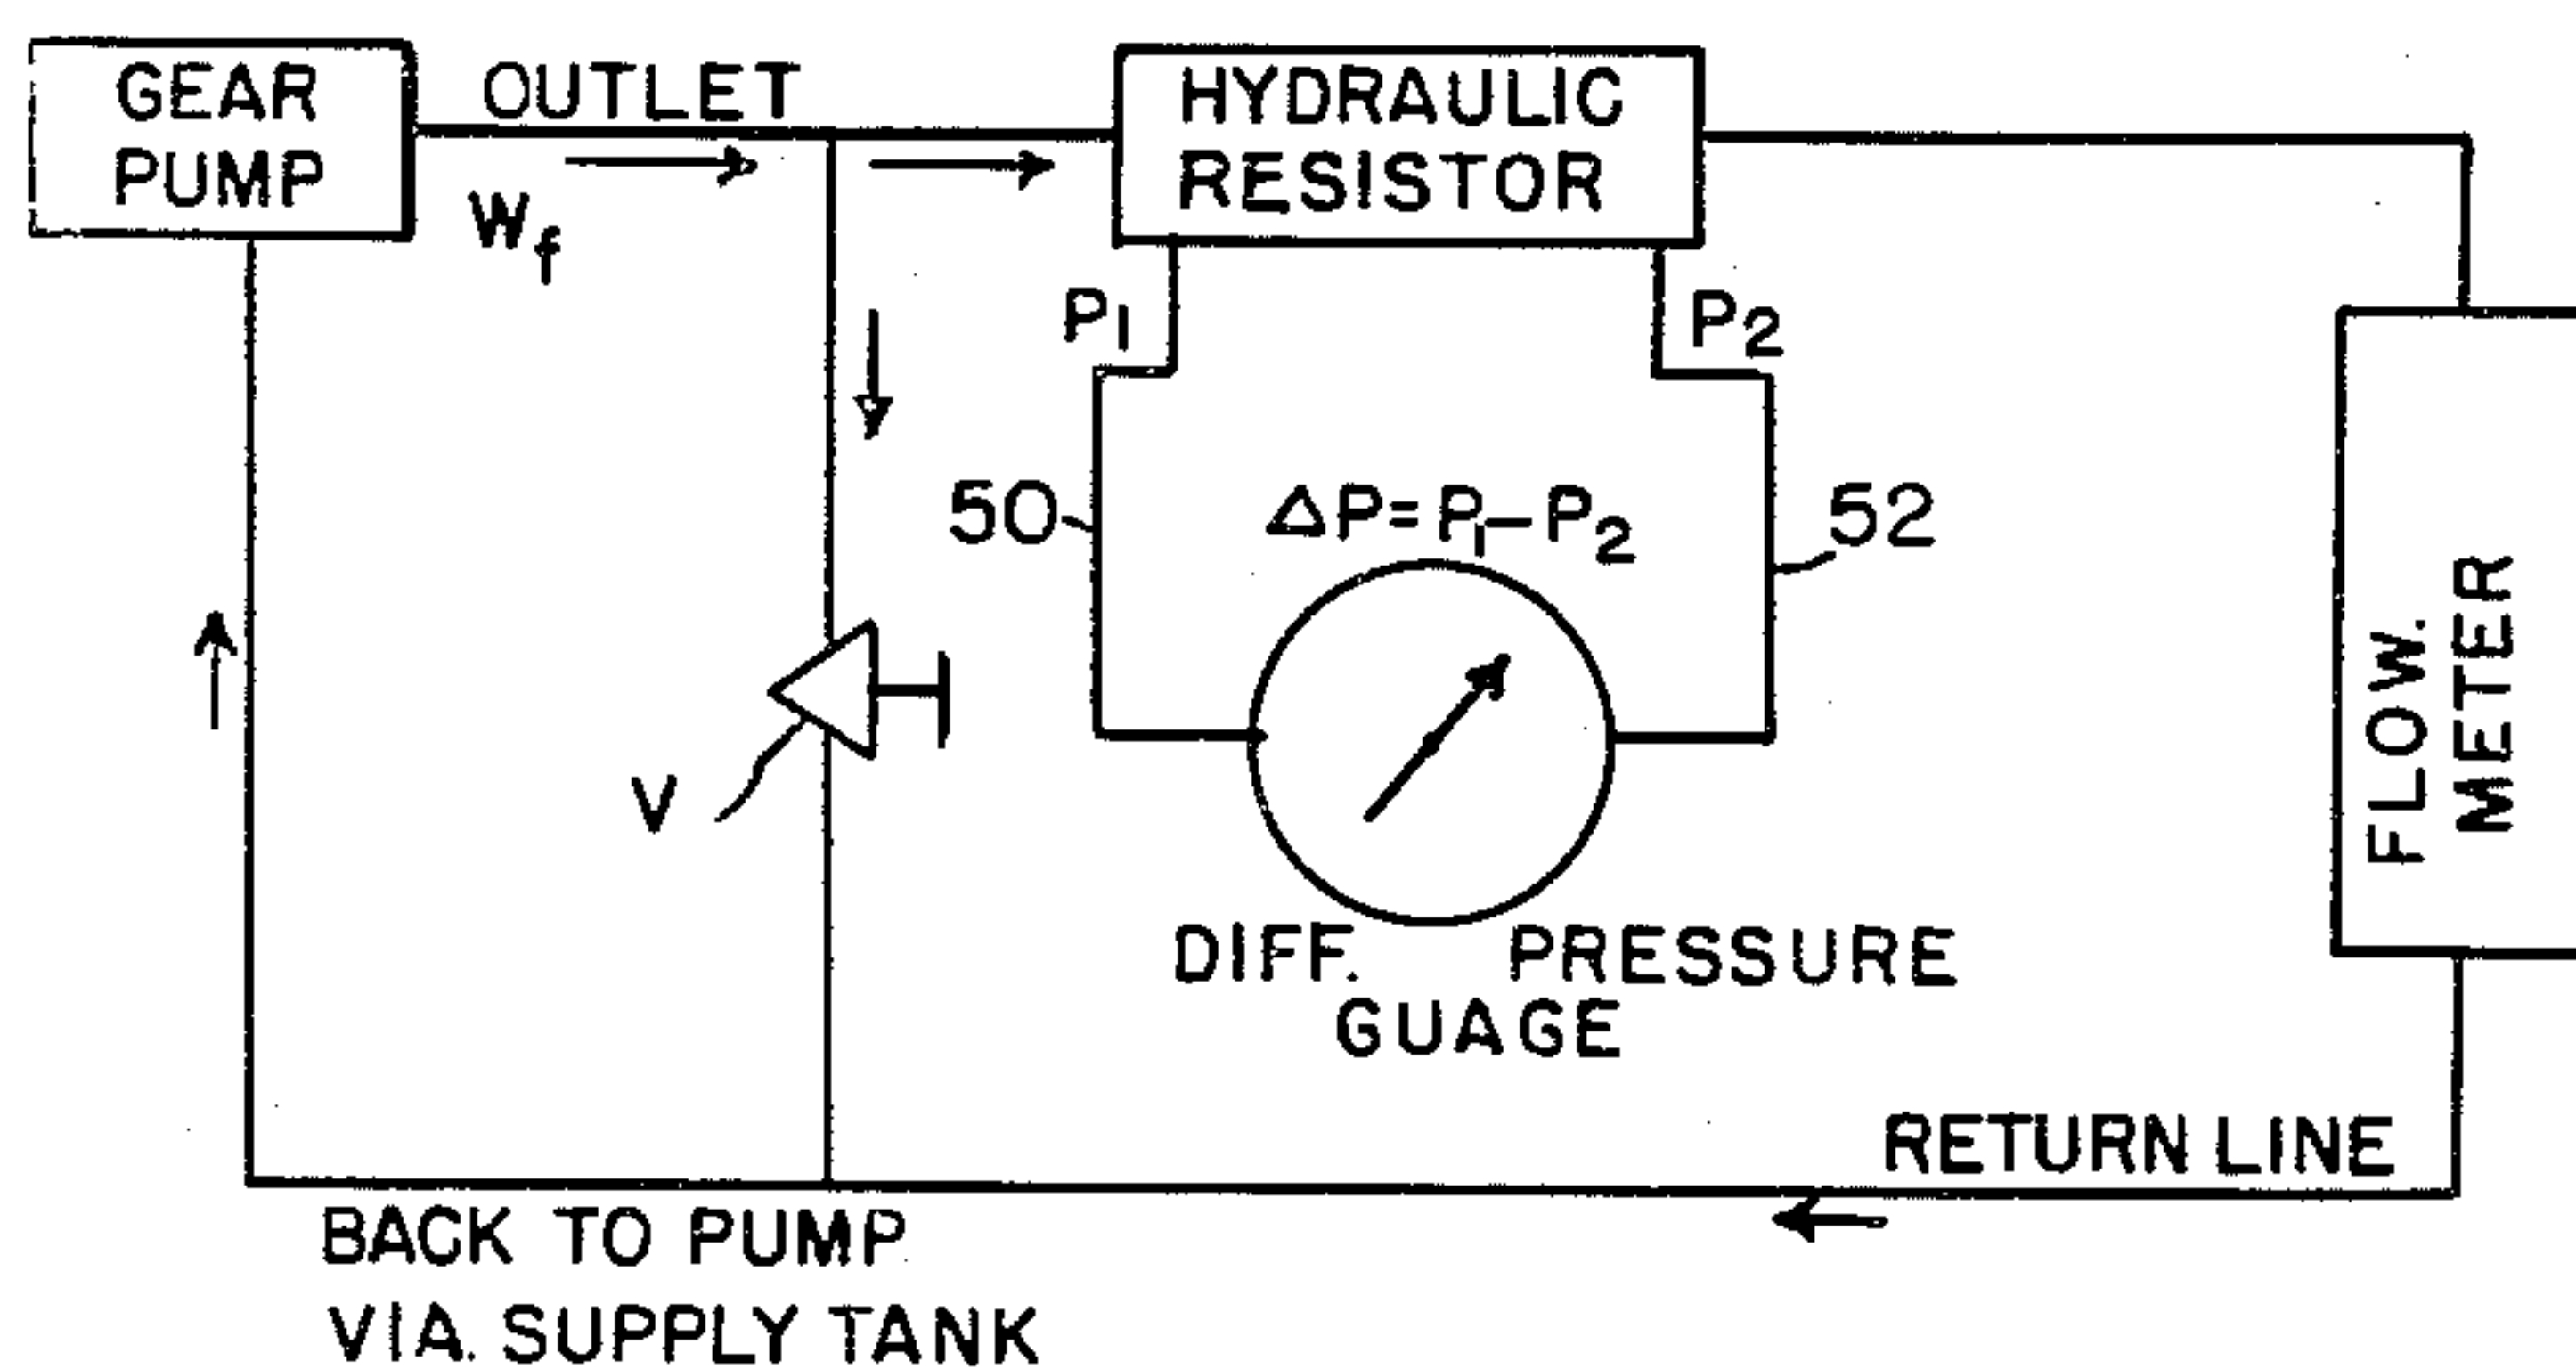 GEAR
PUMP
OUTLET
Wf
HYDRAULIC
RESISTOR
P1
P2
50
ΔP=P1-P2
52
V
FLOW.
METER
DIFF. PRESSURE
GUAGE
RETURN LINE
BACK TO PUMP
VIA. SUPPLY TANK